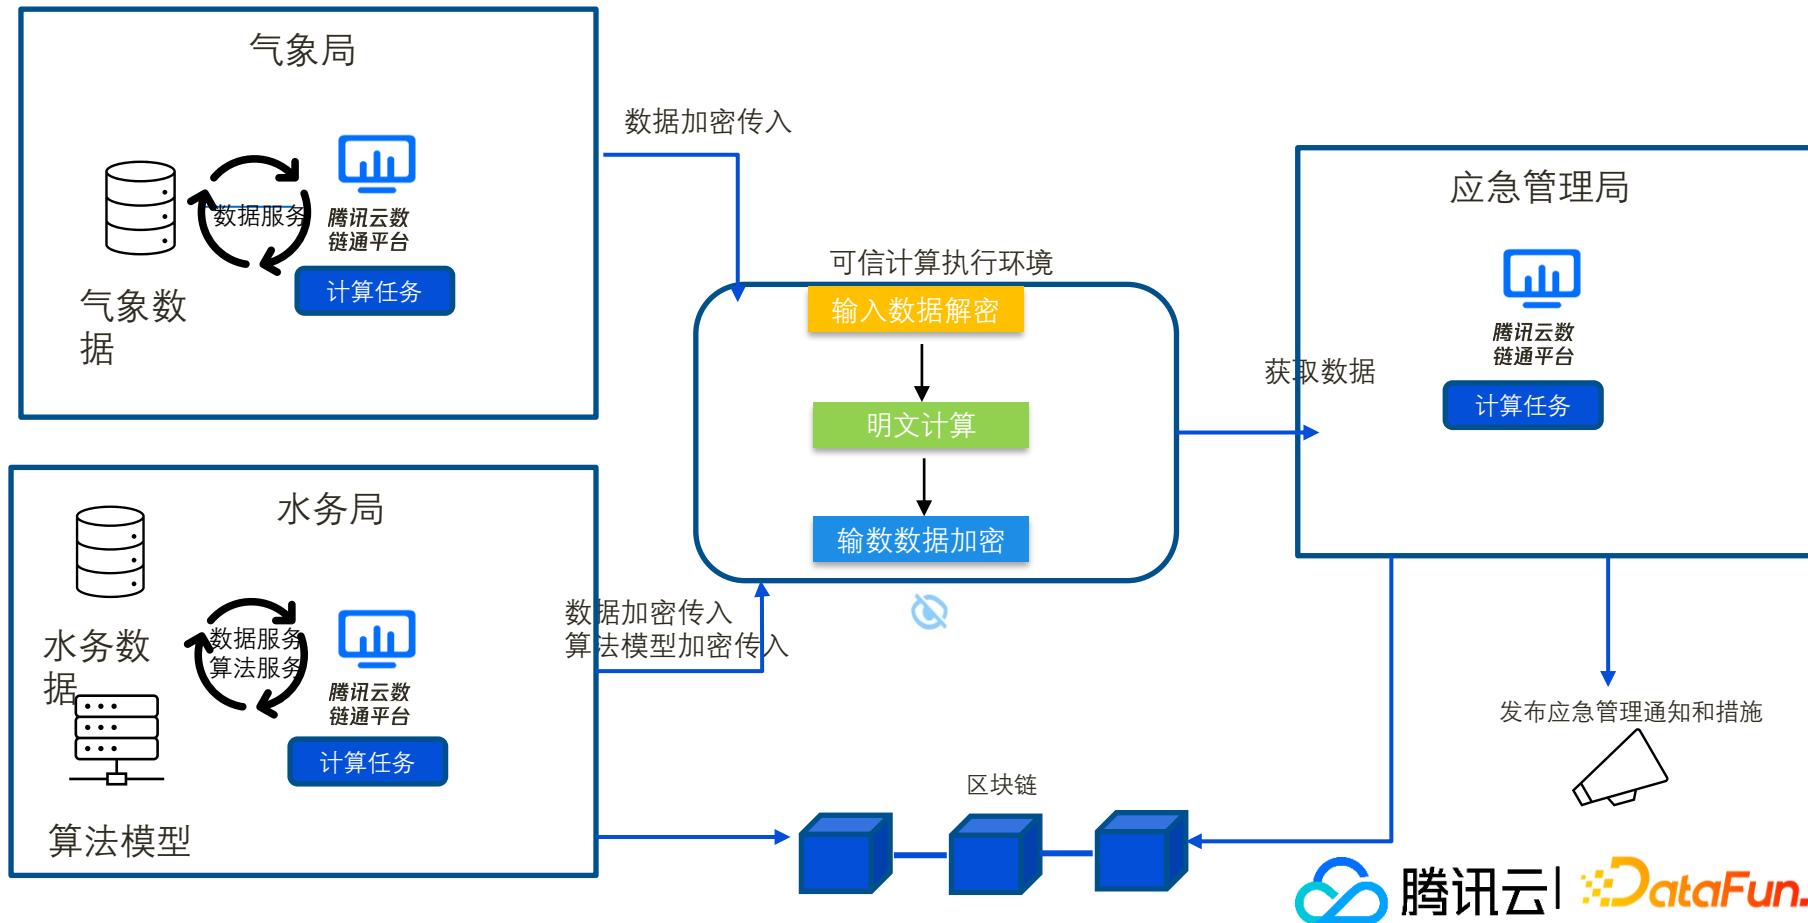 气象局
数据加密传入
数据服务
腾讯云数
链通平台
计算任务
气象数
据
应急管理局
腾讯云数
链通平台
计算任务
可信计算执行环境
输入数据解密
明文计算
输数数据加密
获取数据
水务局
水务数
据
数据服务
算法服务
腾讯云数
链通平台
计算任务
算法模型
数据加密传入
算法模型加密传入
发布应急管理通知和措施
区块链
腾讯云
DataFun.